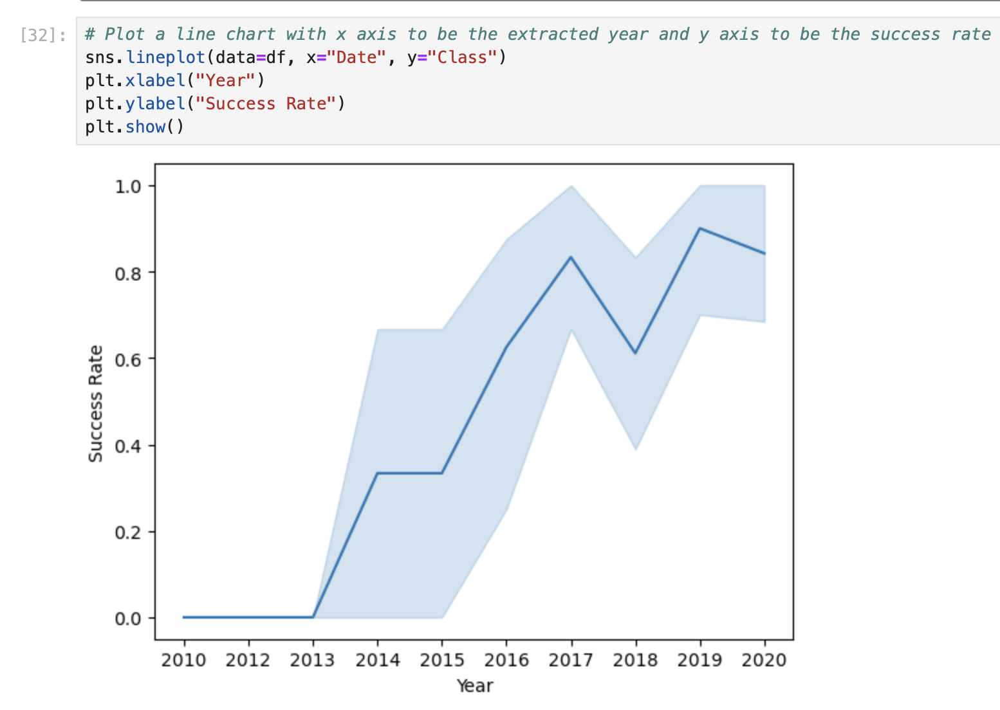 [32]: # Plot a line chart with x axis to be the extracted year and y axis to be the success rate
sns.lineplot(data=df, x="Date", y="Class")
plt.xlabel("Year")
plt.ylabel("Success Rate")
plt.show()
1.0
0.8
0.6
0.4
0.2
0.0
Success Rate
2010 2012 2013 2014 2015 2016 2017 2018 2019 2020
Year